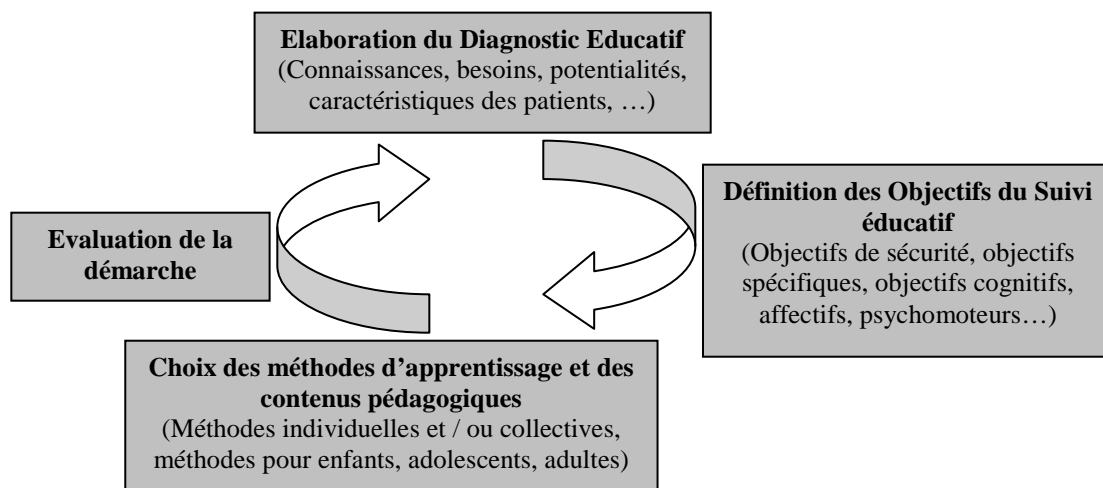 Elaboration du Diagnostic Educatif
(Connaissances, besoins, potentialités,
caractéristiques des patients, …)
Définition des Objectifs du Suivi
éducatif
(Objectifs de sécurité, objectifs
spécifiques, objectifs cognitifs,
affectifs, psychomoteurs…)
Choix des méthodes d’apprentissage et des
contenus pédagogiques
(Méthodes individuelles et / ou collectives,
méthodes pour enfants, adolescents, adultes)
Evaluation de la
démarche